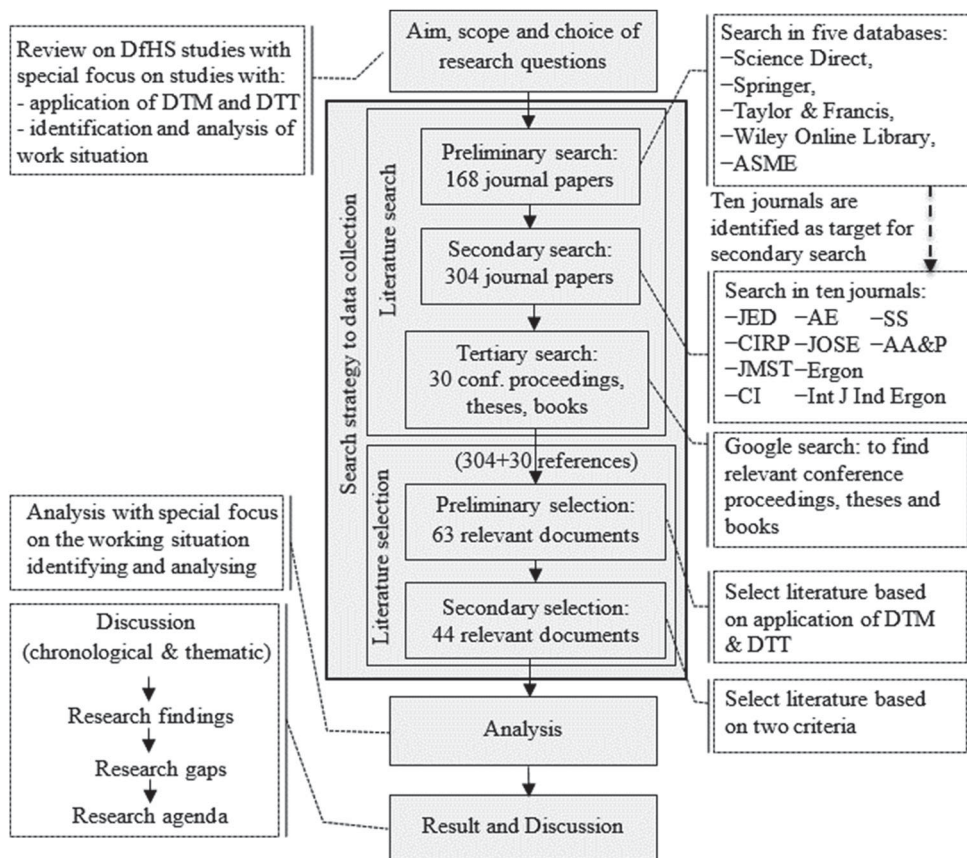 Review on DfHS studies with
special focus on studies with:
- application of DTM and DTT
- identification and analysis of
work situation
Aim, scope and choice of
research questions
Search in five databases:
−Science Direct,
−Springer,
−Taylor & Francis,
−Wiley Online Library,
−ASME
Search strategy to data collection
Literature search
Preliminary search:
168 journal papers
Ten journals are
identified as target for
secondary search
Secondary search:
304 journal papers
Search in ten journals:
−JED −AE −SS
−CIRP −JOSE −AA&P
−JMST −Ergon
−CI −Int J Ind Ergon
Tertiary search:
30 conf. proceedings,
theses, books
Google search: to find
relevant conference
proceedings, theses and
books
(304+30 references)
Literature selection
Preliminary selection:
63 relevant documents
Select literature based
on application of DTM
& DTT
Secondary selection:
44 relevant documents
Select literature based
on two criteria
Analysis with special focus
on the working situation
identifying and analysing
Analysis
Discussion
(chronological & thematic)
Research findings
Research gaps
Research agenda
Result and Discussion